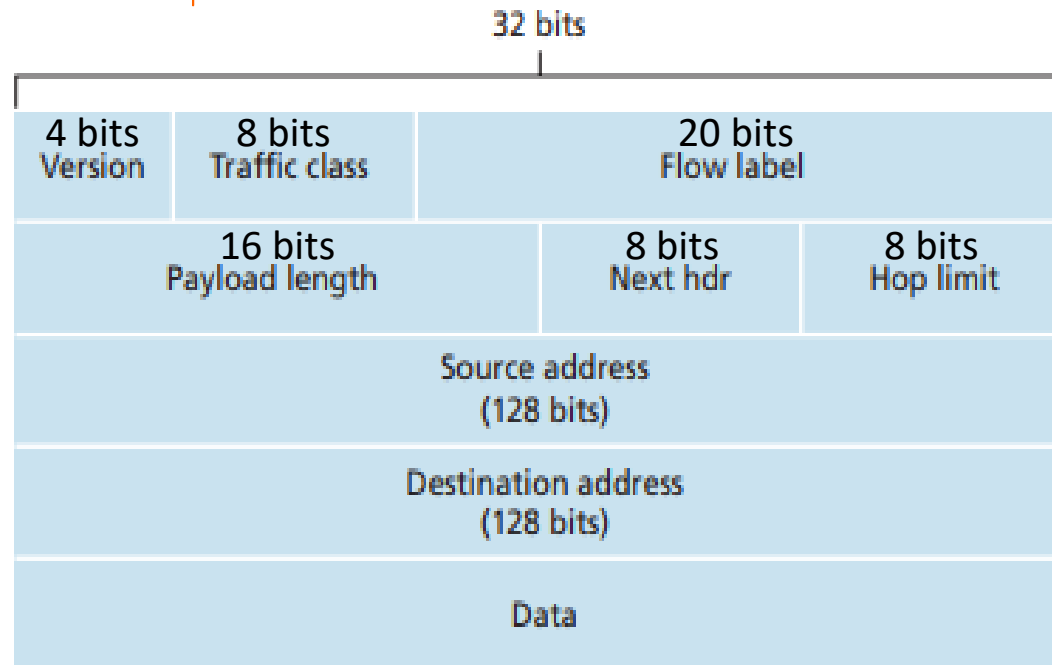 32 bits
4 bits
Version
8 bits
Traffic class
20 bits
Flow label
16 bits
Payload length
8 bits
Next hdr
8 bits
Hop limit
Source address
(128 bits)
Destination address
(128 bits)
Data